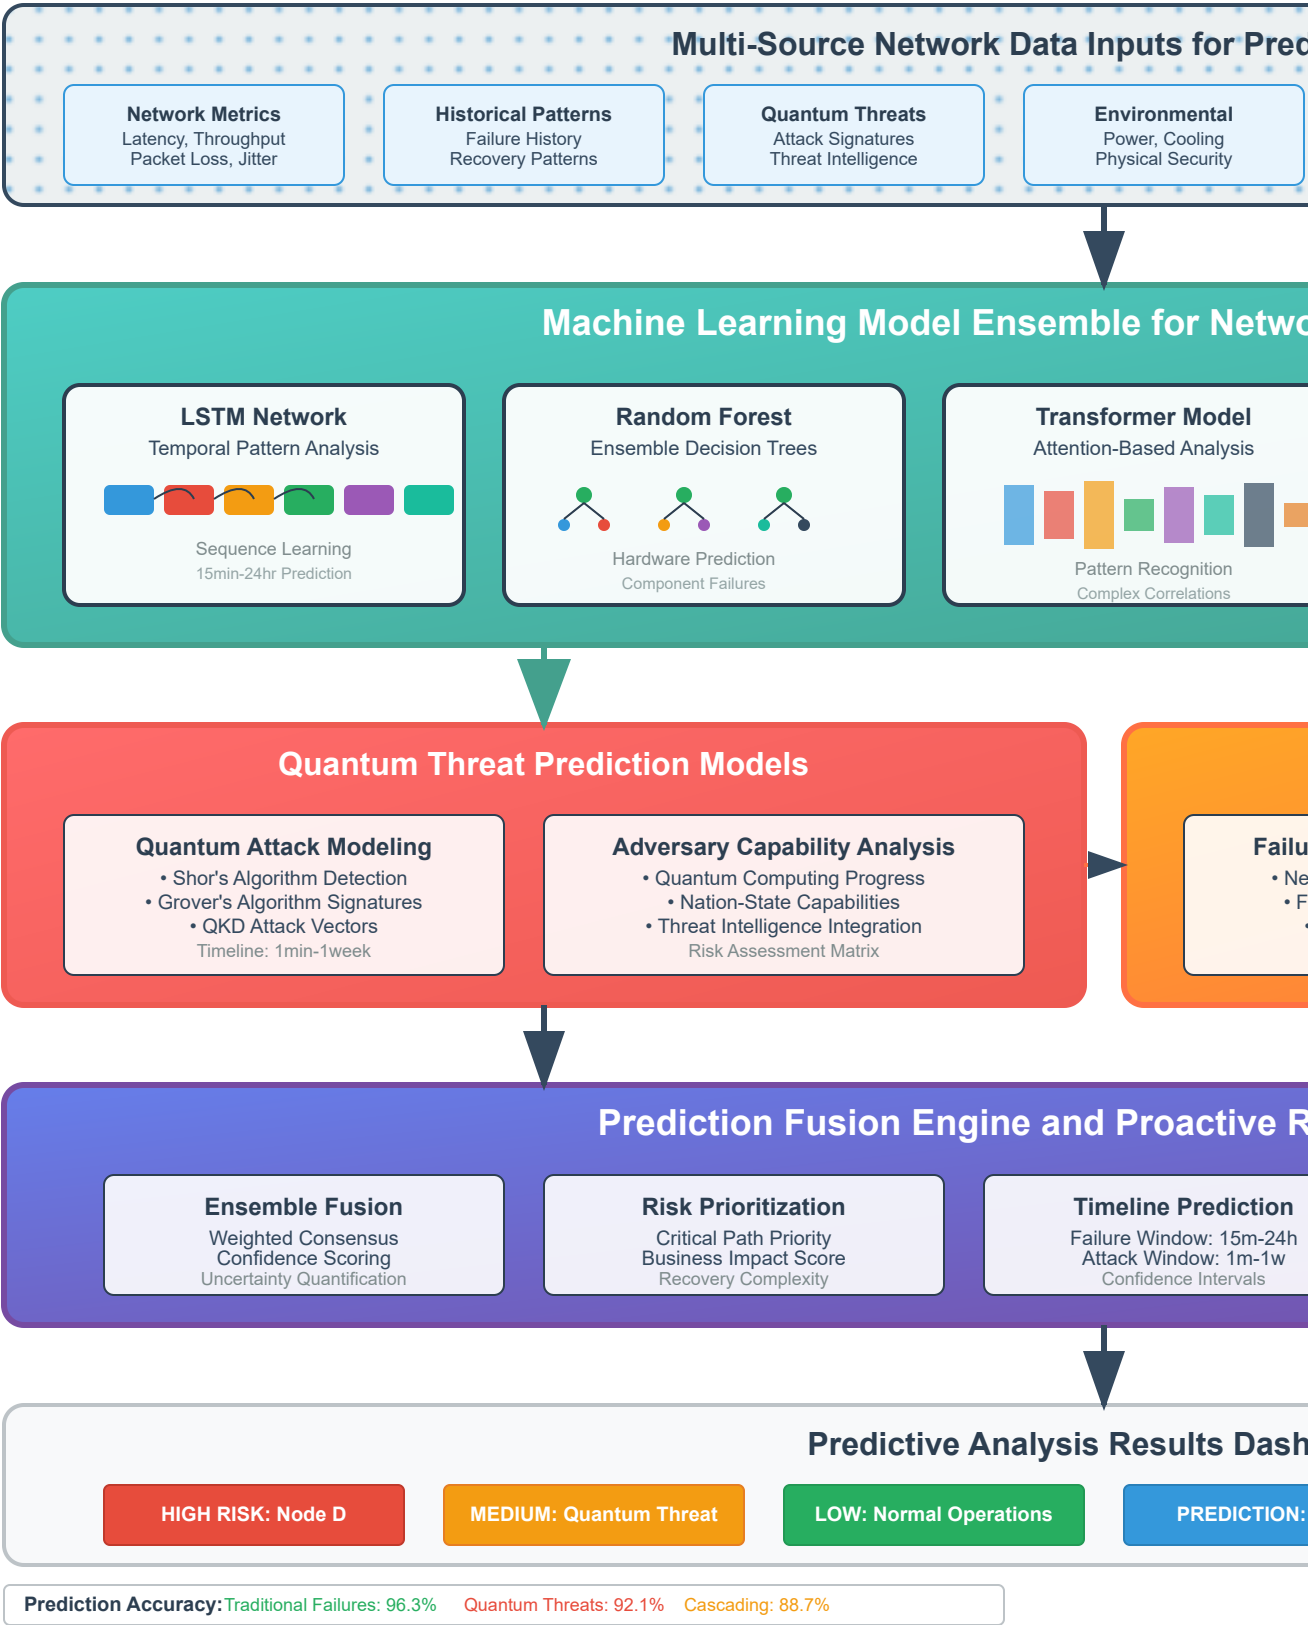 Multi-Source Network Data Inputs for Pred
Network Metrics
Latency, Throughput
Packet Loss, Jitter
Historical Patterns
Failure History
Recovery Patterns
Quantum Threats
Attack Signatures
Threat Intelligence
Environmental
Power, Cooling
Physical Security
Machine Learning Model Ensemble for Netwo
LSTM Network
Temporal Pattern Analysis
Sequence Learning
15min-24hr Prediction
Random Forest
Ensemble Decision Trees
Hardware Prediction
Component Failures
Transformer Model
Attention-Based Analysis
Pattern Recognition
Complex Correlations
Quantum Threat Prediction Models
Quantum Attack Modeling
• Shor's Algorithm Detection
• Grover's Algorithm Signatures
• QKD Attack Vectors
Timeline: 1min-1week
Adversary Capability Analysis
• Quantum Computing Progress
• Nation-State Capabilities
• Threat Intelligence Integration
Risk Assessment Matrix
Failu
• Ne
• F
•
Prediction Fusion Engine and Proactive R
Ensemble Fusion
Weighted Consensus
Confidence Scoring
Uncertainty Quantification
Risk Prioritization
Critical Path Priority
Business Impact Score
Recovery Complexity
Timeline Prediction
Failure Window: 15m-24h
Attack Window: 1m-1w
Confidence Intervals
Predictive Analysis Results Dash
HIGH RISK: Node D
MEDIUM: Quantum Threat
LOW: Normal Operations
PREDICTION:
Prediction Accuracy: Traditional Failures: 96.3% Quantum Threats: 92.1% Cascading: 88.7%